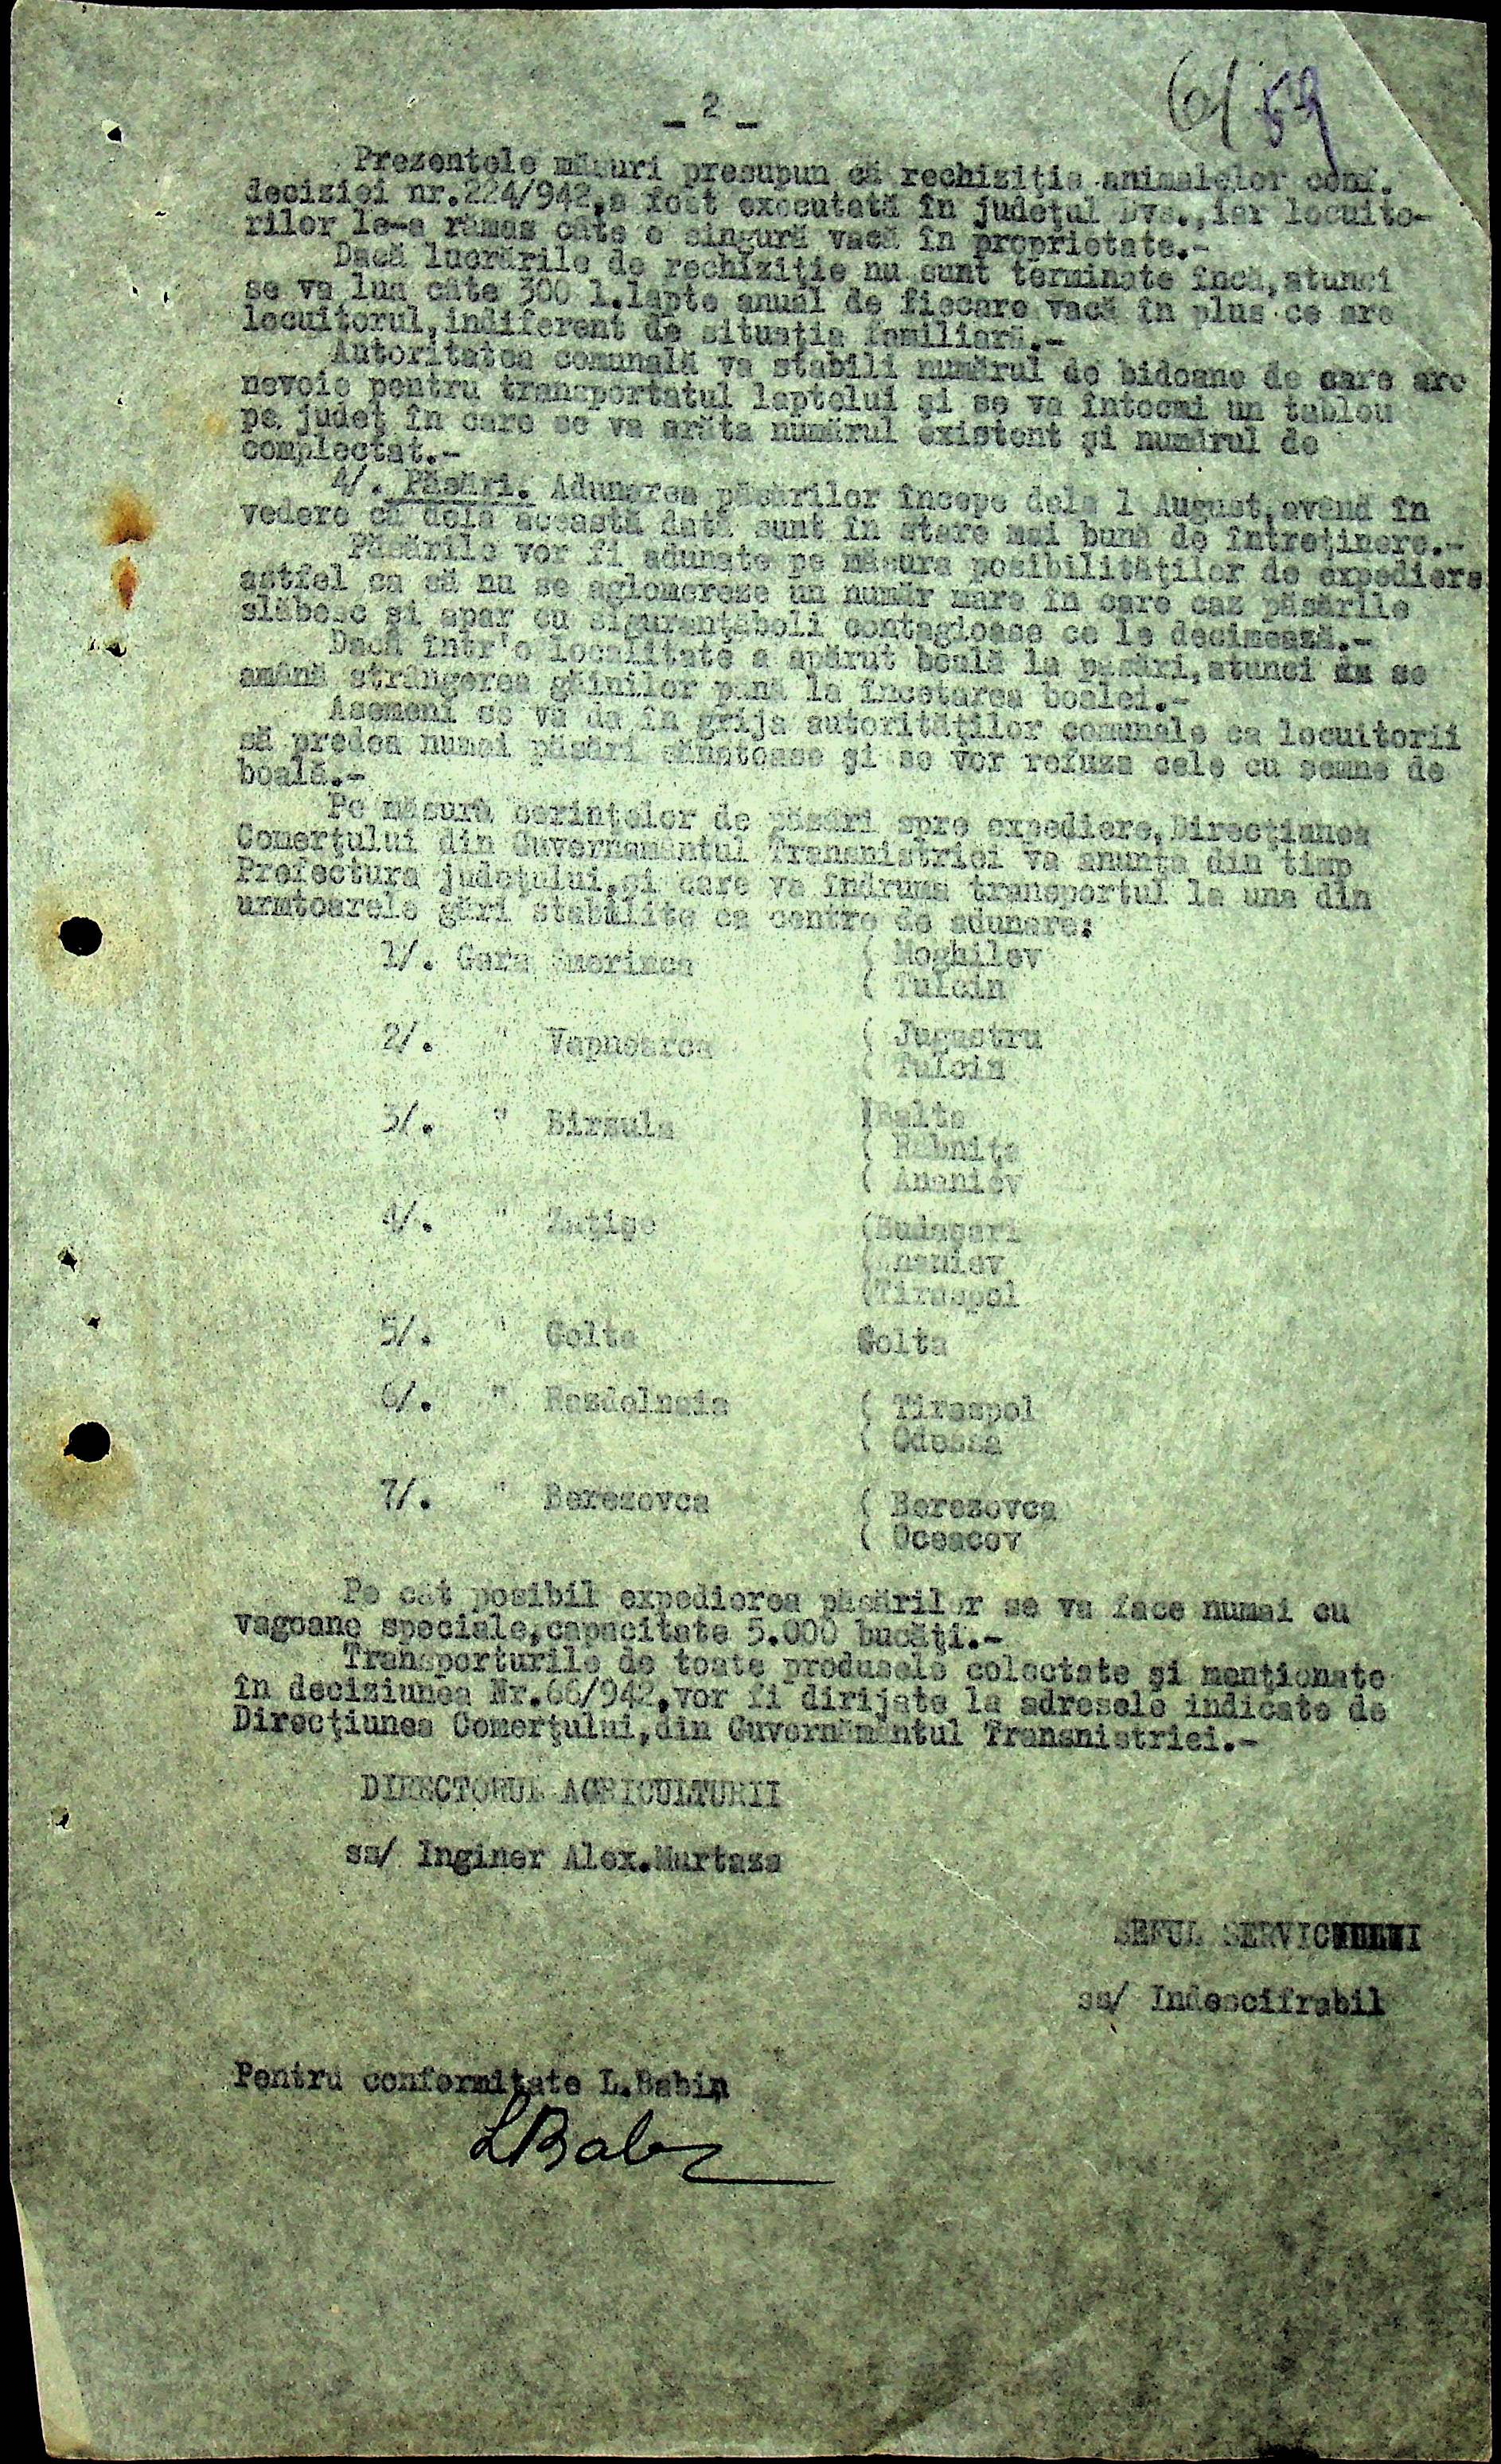 6/ 59
_ 2 _
Prezentele măsuri presupun că rechiziția animalelor conf.
deciziei nr.224/942,a fost executată în județul Dvs.,iar locuito-
rilor le-a rămas câte o singură vacă în proprietate.-
Dacă lucrările de rechiziție nu sunt terminate încă,atunci
se va lua câte 300 l.lapte anual de fiecare vacă în plus ce are
locuitorul,indiferent de situația familiară.-
Autoritatea comunală va stabili numărul de bidoane de care are
nevoie pentru transportatul laptelui și se va întocmi un tablou
pe județ în care se va arăta numărul existent și numărul de
complectat.-
4/. Păsări. Adunarea păsărilor începe dela 1 August,având în
vedere că dela această dată sunt în stare mai bună de întreținere.-
Păsările vor fi adunate pe măsura posibilităților de expediere
astfel ca să nu se aglomereze un număr mare în care caz păsările
slăbesc și apar cu siguranțăboli contagioase ce le decimează.-
Dacă într'o localitate a apărut boală la păsări,atunci se
amână strângerea găinilor până la încetarea boalei.-
Asemeni se va da în grija autorităților comunale ca locuitorii
să predea numai păsări sănatoase și se vor refuza cele cu semne de
boală.-
Pe măsură cerințelor de păsări spre expediere,Direcțiunea
Comerțului din Guvernamântul Transnistriei va anunța din timp
Prefectura județului,și care va îndruma transportul la una din
urmtoarele gări stabilite ca centre de adunare:
1/. Gara Jmerinca ( Moghilev
( Tulcin
2/. " Vapnearca ( Jugastru
( Tulcin
3/. " Birzula (Balta
( Râbnița
( Ananiev
4/. " Zatișe (Dubăsari
(Ananiev
(Tiraspol
5/. " Golta Golta
6/. " Razdelnaia ( Tiraspol
( Odessa
7/. " Berezovca ( Berezovca
( Oceacov
Pe cât posibil expedierea păsărilor se va face numai cu
vagoane speciale,capacitate 5.000 bucăți.-
Transporturile de toate produsele colectate și menționate
în deciziunea Nr.66/942,vor fi dirijate la adresele indicate de
Direcțiunea Comerțului,din Guvernământul Transnistriei.-
DIRECTORUL AGRICULTURII
ss/ Inginer Alex.Murtaza
SEFUL SERVICIULUI
ss/ Indescifrabil
Pentru conformitate L.Babin
LBabin